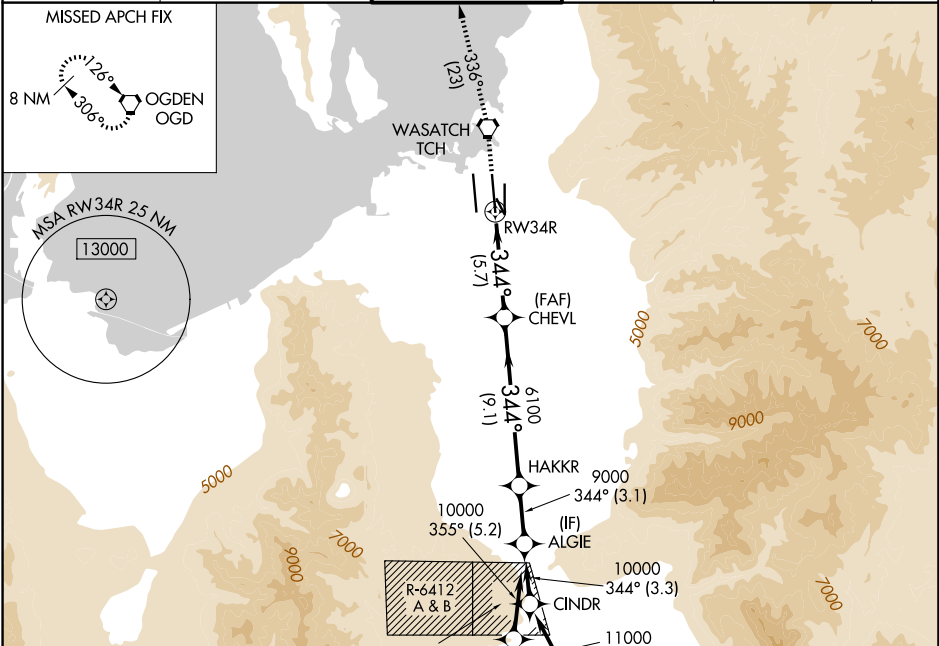 MISSED APCH FIX
126°
8 NM
306°
OGDEN
OGD
336°
(23)
WASATCH
TCH
MSA RW34R 25 NM
13000
RW34R
344°
(5.7)
(FAF)
CHEVL
5000
7000
6100
344°
(9.1)
9000
HAKKR
9000
344° (3.1)
5000
10000
355° (5.2)
(IF)
ALGIE
7000
9000
10000
344° (3.3)
R-6412
A & B
CINDR
7000
11000